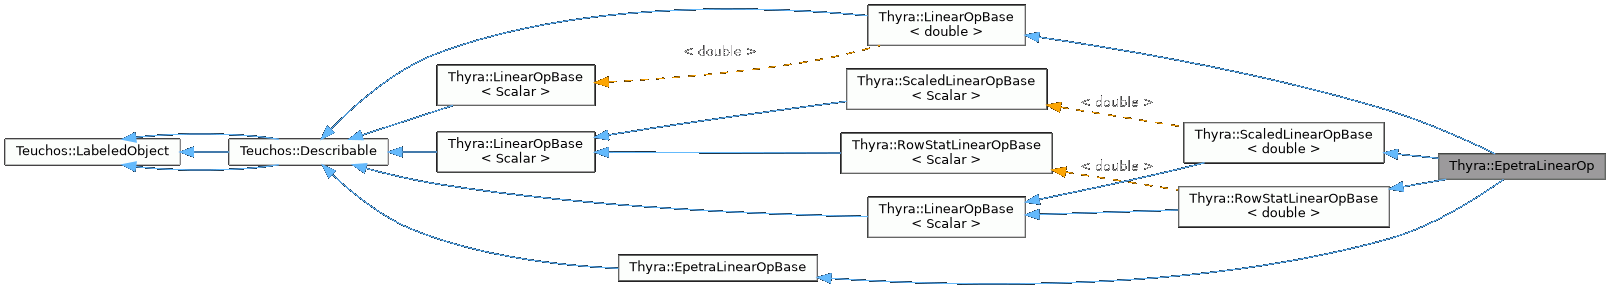 Teuchos::LabeledObject
Teuchos::Describable
Thyra::LinearOpBase
< Scalar >
Thyra::LinearOpBase
< Scalar >
Thyra::EpetraLinearOpBase
< double >
Thyra::LinearOpBase
< double >
Thyra::ScaledLinearOpBase
< Scalar >
Thyra::RowStatLinearOpBase
< Scalar >
Thyra::LinearOpBase
< Scalar >
< double >
< double >
Thyra::ScaledLinearOpBase
< double >
Thyra::RowStatLinearOpBase
< double >
Thyra::EpetraLinearOp